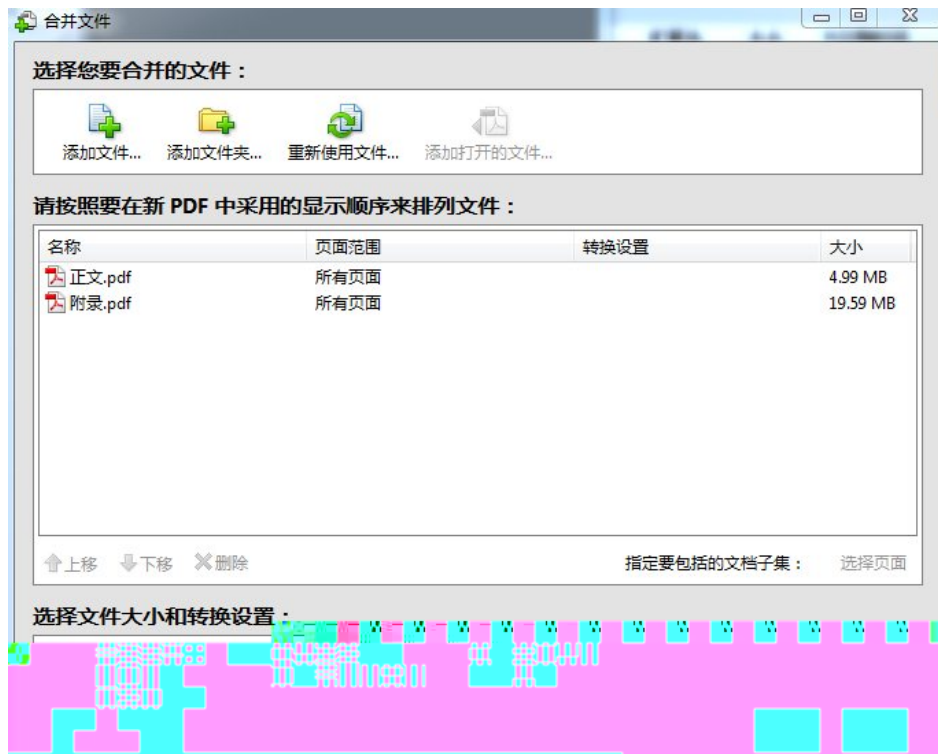 合并文件
选择您要合并的文件：
添加文件... 添加文件夹... 重新使用文件... 添加打开的文件...
请按照要在新 PDF 中采用的显示顺序来排列文件：
名称 页面范围 转换设置 大小
正文.pdf 所有页面 4.99 MB
附录.pdf 所有页面 19.59 MB
上移 下移 删除 指定要包括的文档子集： 选择页面
选择文件大小和转换设置：